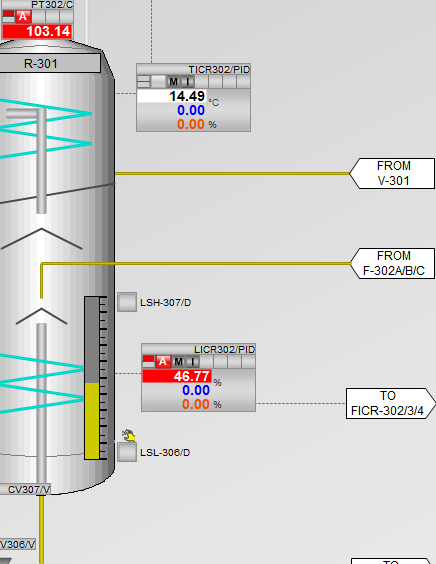 PT302/C
A
103.14
R-301
TICR302/PID
M I
14.49 °C
0.00
0.00 %
FROM
V-301
FROM
F-302A/B/C
LSH-307/D
LICR302/PID
A M I
46.77 %
0.00
0.00 %
TO
FICR-302/3/4
LSL-306/D
CV307/V
V306/V
TO